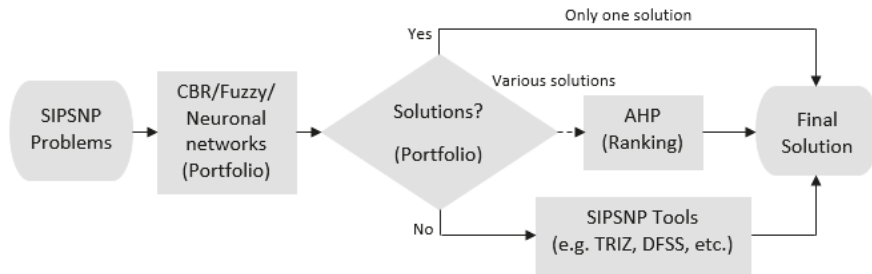 Only one solution
Yes
Various solutions
SIPSNP
Problems
CBR/Fuzzy/
Neuronal
networks
(Portfolio)
Solutions?
(Portfolio)
AHP
(Ranking)
Final
Solution
No
SIPSNP Tools
(e.g. TRIZ, DFSS, etc.)